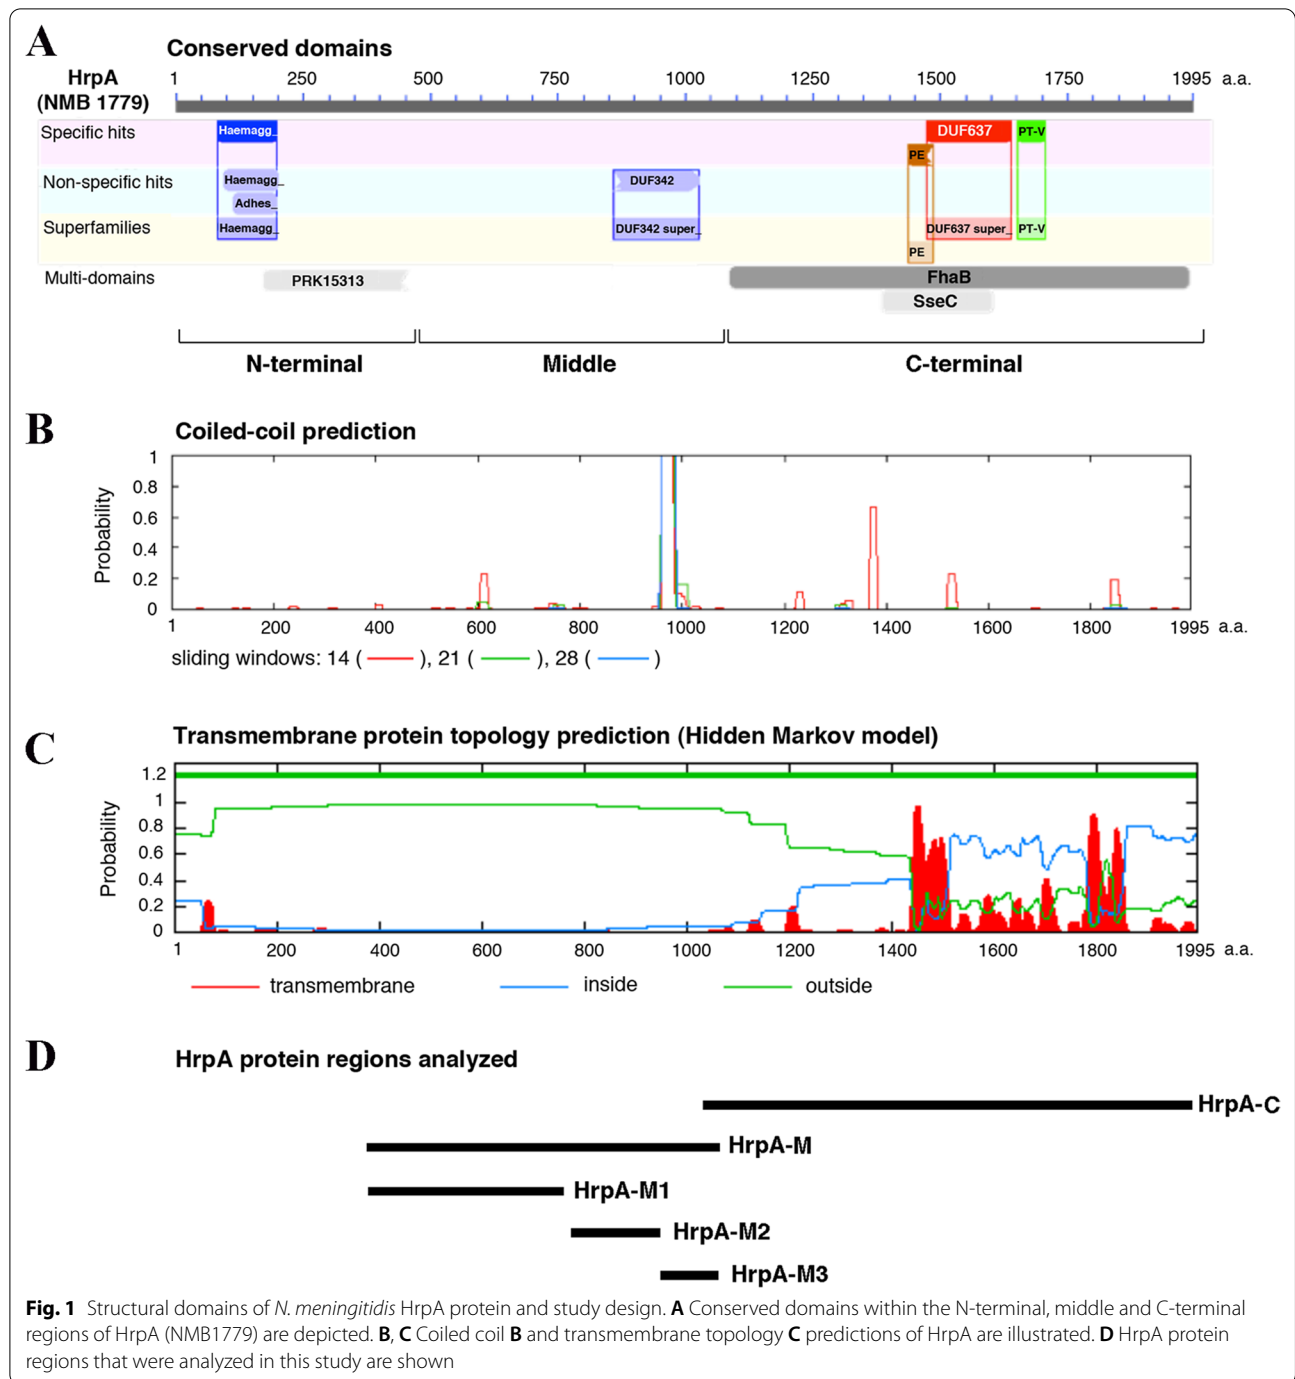 A
Conserved domains
HrpA
(NMB 1779)
1 250 500 750 1000 1250 1500 1750 1995 a.a.
Specific hits
Haemagg_ DUF637 PT-V
PE
Non-specific hits
Haemagg_ DUF342
Adhes_
Superfamilies
Haemagg_ DUF342 super_ DUF637 super_ PT-V
PE
Multi-domains
PRK15313 FhaB
SseC
N-terminal Middle C-terminal
B
Coiled-coil prediction
Probability
1
0.8
0.6
0.4
0.2
0
1 200 400 600 800 1000 1200 1400 1600 1800 1995 a.a.
sliding windows: 14 ( ), 21 ( ), 28 ( )
C
Transmembrane protein topology prediction (Hidden Markov model)
Probability
1.2
1
0.8
0.6
0.4
0.2
0
1 200 400 600 800 1000 1200 1400 1600 1800 1995 a.a.
transmembrane inside outside
D
HrpA protein regions analyzed
HrpA-C
HrpA-M
HrpA-M1
HrpA-M2
HrpA-M3
Fig. 1 Structural domains of N. meningitidis HrpA protein and study design. A Conserved domains within the N-terminal, middle and C-terminal
regions of HrpA (NMB1779) are depicted. B, C Coiled coil B and transmembrane topology C predictions of HrpA are illustrated. D HrpA protein
regions that were analyzed in this study are shown